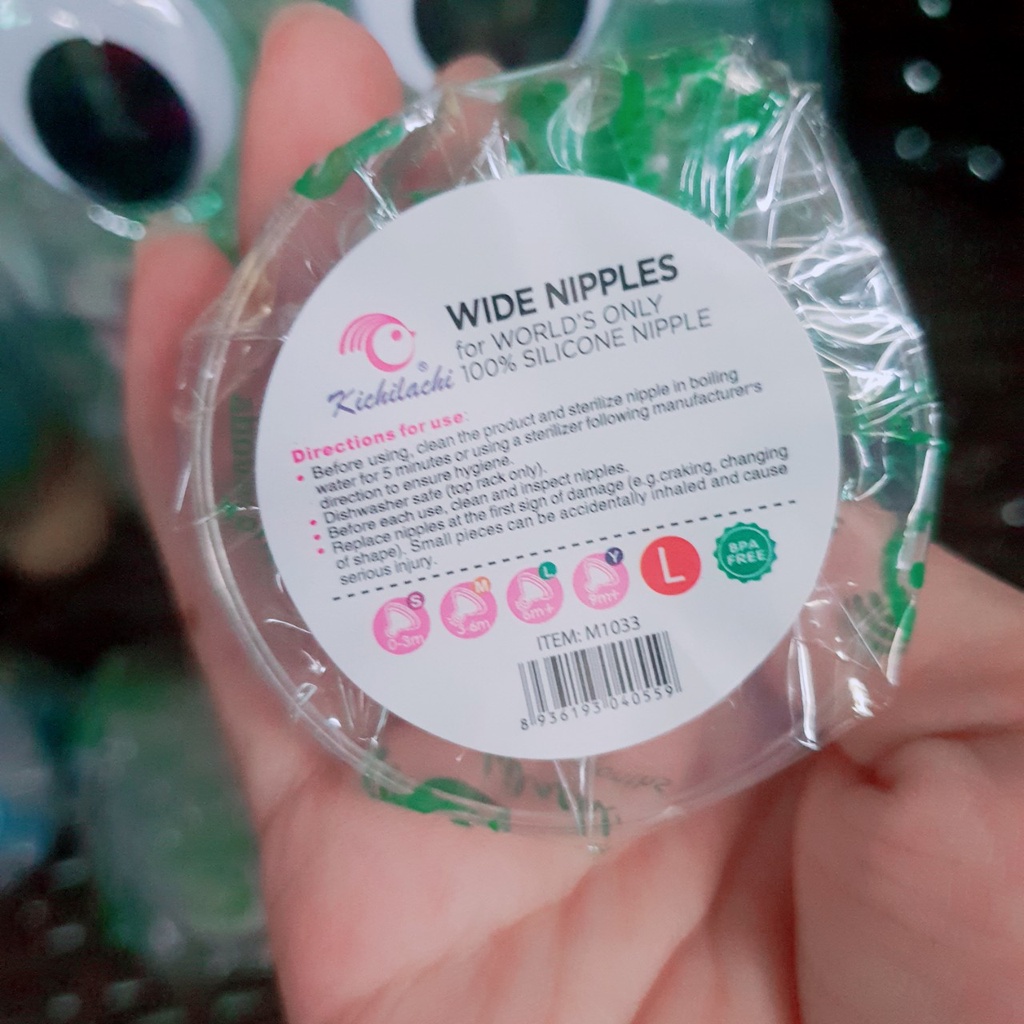 WIDE NIPPLES
for WORLD'S ONLY
100% SILICONE NIPPLE
Kichilachi®
Directions for use:
• Before using, clean the product and sterilize nipple in boiling
water for 5 minutes or using a sterilizer following manufacturer's
direction to ensure hygiene.
• Dishwasher safe (top rack only).
• Before each use, clean and inspect nipples.
• Replace nipples at the first sign of damage (e.g.craking, changing
of shape). Small pieces can be accidentally inhaled and cause
serious injury.
S M L Y
0-3m 3-6m 6m+ 9m+ L BPA FREE
ITEM: M1033
8 936193 040559